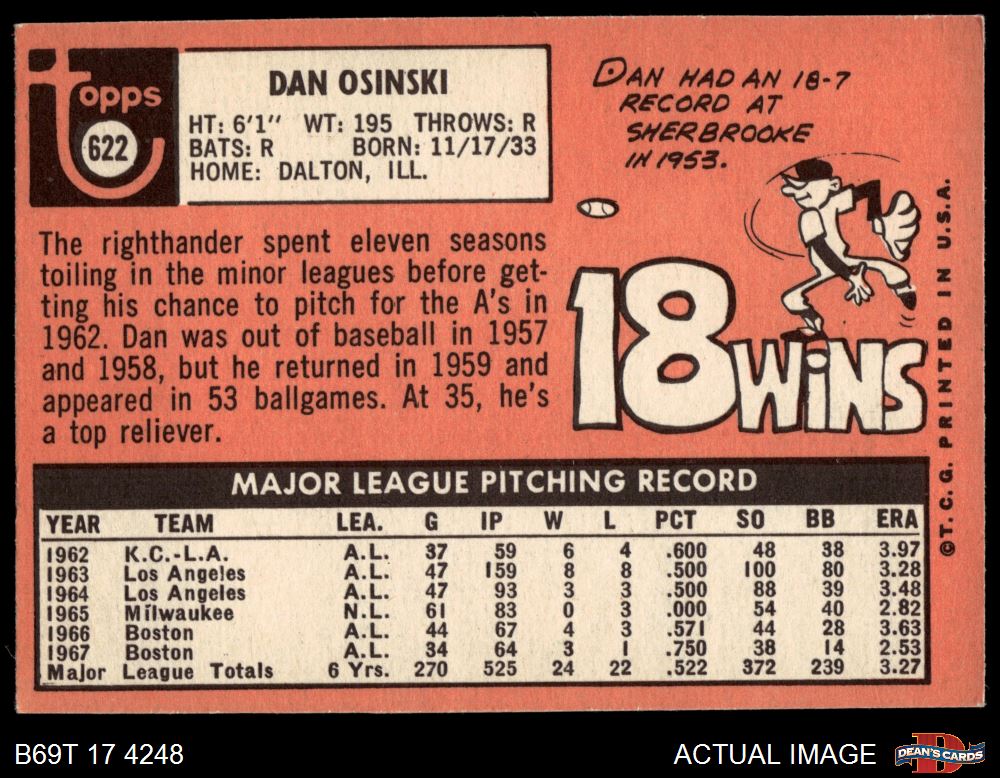 topps
622
DAN OSINSKI
HT: 6'1" WT: 195 THROWS: R
BATS: R BORN: 11/17/33
HOME: DALTON, ILL.
DAN HAD AN 18-7
RECORD AT
SHERBROOKE
IN 1953.
The righthander spent eleven seasons
toiling in the minor leagues before get-
ting his chance to pitch for the A's in
1962. Dan was out of baseball in 1957
and 1958, but he returned in 1959 and
appeared in 53 ballgames. At 35, he's
a top reliever.
18 WINS
©T.C.G. PRINTED IN U.S.A.
MAJOR LEAGUE PITCHING RECORD
YEAR TEAM LEA. G IP W L PCT SO BB ERA
1962 K.C.-L.A. A.L. 37 59 6 4 .600 48 38 3.97
1963 Los Angeles A.L. 47 159 8 8 .500 100 80 3.28
1964 Los Angeles A.L. 47 93 3 3 .500 88 39 3.48
1965 Milwaukee N.L. 61 83 0 3 .000 54 40 2.82
1966 Boston A.L. 44 67 4 3 .571 44 28 3.63
1967 Boston A.L. 34 64 3 1 .750 38 14 2.53
Major League Totals 6 Yrs. 270 525 24 22 .522 372 239 3.27
B69T 17 4248
ACTUAL IMAGE
D
DEAN'S CARDS